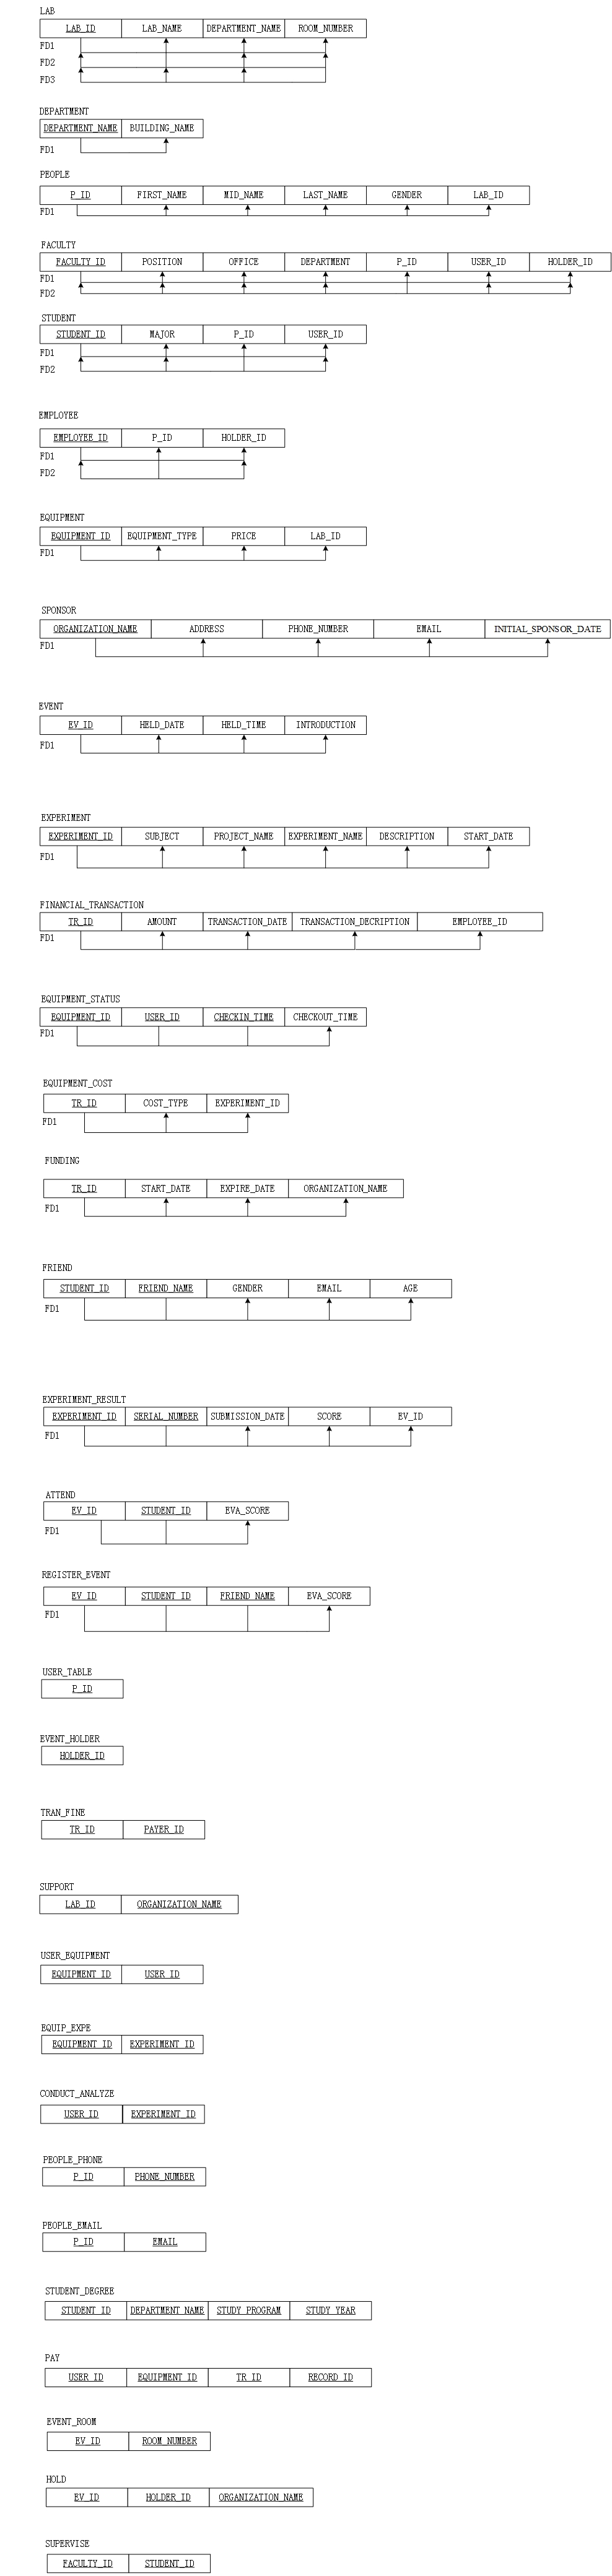 LAB
LAB_ID LAB_NAME DEPARTMENT_NAME ROOM_NUMBER
FD1
FD2
FD3
DEPARTMENT
DEPARTMENT_NAME BUILDING_NAME
FD1
PEOPLE
P_ID FIRST_NAME MID_NAME LAST_NAME GENDER LAB_ID
FD1
FACULTY
FACULTY_ID POSITION OFFICE DEPARTMENT P_ID USER_ID HOLDER_ID
FD1
FD2
STUDENT
STUDENT_ID MAJOR P_ID USER_ID
FD1
FD2
EMPLOYEE
EMPLOYEE_ID P_ID HOLDER_ID
FD1
FD2
EQUIPMENT
EQUIPMENT_ID EQUIPMENT_TYPE PRICE LAB_ID
FD1
SPONSOR
ORGANIZATION_NAME ADDRESS PHONE_NUMBER EMAIL INITIAL_SPONSOR_DATE
FD1
EVENT
EV_ID HELD_DATE HELD_TIME INTRODUCTION
FD1
EXPERIMENT
EXPERIMENT_ID SUBJECT PROJECT_NAME EXPERIMENT_NAME DESCRIPTION START_DATE
FD1
FINANCIAL_TRANSACTION
TR_ID AMOUNT TRANSACTION_DATE TRANSACTION_DECRIPTION EMPLOYEE_ID
FD1
EQUIPMENT_STATUS
EQUIPMENT_ID USER_ID CHECKIN_TIME CHECKOUT_TIME
FD1
EQUIPMENT_COST
TR_ID COST_TYPE EXPERIMENT_ID
FD1
FUNDING
TR_ID START_DATE EXPIRE_DATE ORGANIZATION_NAME
FD1
FRIEND
STUDENT_ID FRIEND_NAME GENDER EMAIL AGE
FD1
EXPERIMENT_RESULT
EXPERIMENT_ID SERIAL_NUMBER SUBMISSION_DATE SCORE EV_ID
FD1
ATTEND
EV_ID STUDENT_ID EVA_SCORE
FD1
REGISTER_EVENT
EV_ID STUDENT_ID FRIEND_NAME EVA_SCORE
FD1
USER_TABLE
P_ID
EVENT_HOLDER
HOLDER_ID
TRAN_FINE
TR_ID PAYER_ID
SUPPORT
LAB_ID ORGANIZATION_NAME
USER_EQUIPMENT
EQUIPMENT_ID USER_ID
EQUIP_EXPE
EQUIPMENT_ID EXPERIMENT_ID
CONDUCT_ANALYZE
USER_ID EXPERIMENT_ID
PEOPLE_PHONE
P_ID PHONE_NUMBER
PEOPLE_EMAIL
P_ID EMAIL
STUDENT_DEGREE
STUDENT_ID DEPARTMENT_NAME STUDY_PROGRAM STUDY_YEAR
PAY
USER_ID EQUIPMENT_ID TR_ID RECORD_ID
EVENT_ROOM
EV_ID ROOM_NUMBER
HOLD
EV_ID HOLDER_ID ORGANIZATION_NAME
SUPERVISE
FACULTY_ID STUDENT_ID